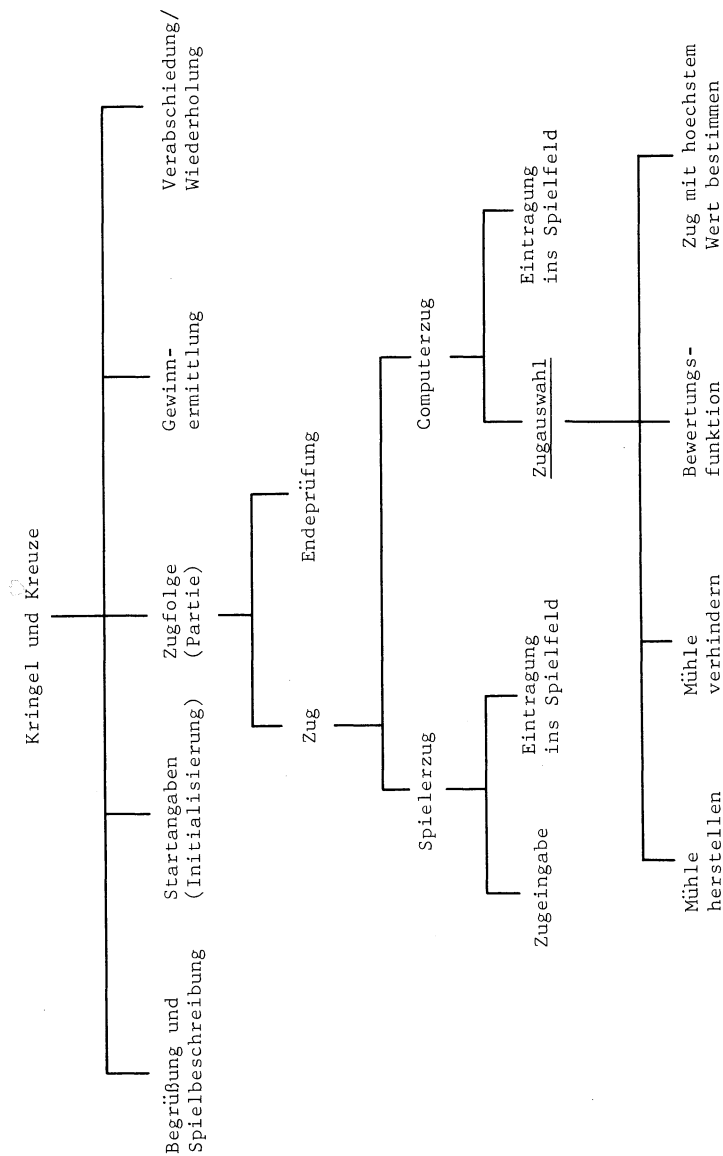 Kringel und Kreuze
Begrüßung und
Spielbeschreibung
Startangaben
(Initialisierung)
Zugfolge
(Partie)
Gewinn-
ermittlung
Verabschiedung/
Wiederholung
Zug
Endeprüfung
Spielerzug
Computerzug
Zugeingabe
Eintragung
ins Spielfeld
Zugauswahl
Eintragung
ins Spielfeld
Mühle
herstellen
Mühle
verhindern
Bewertungs-
funktion
Zug mit hoechstem
Wert bestimmen